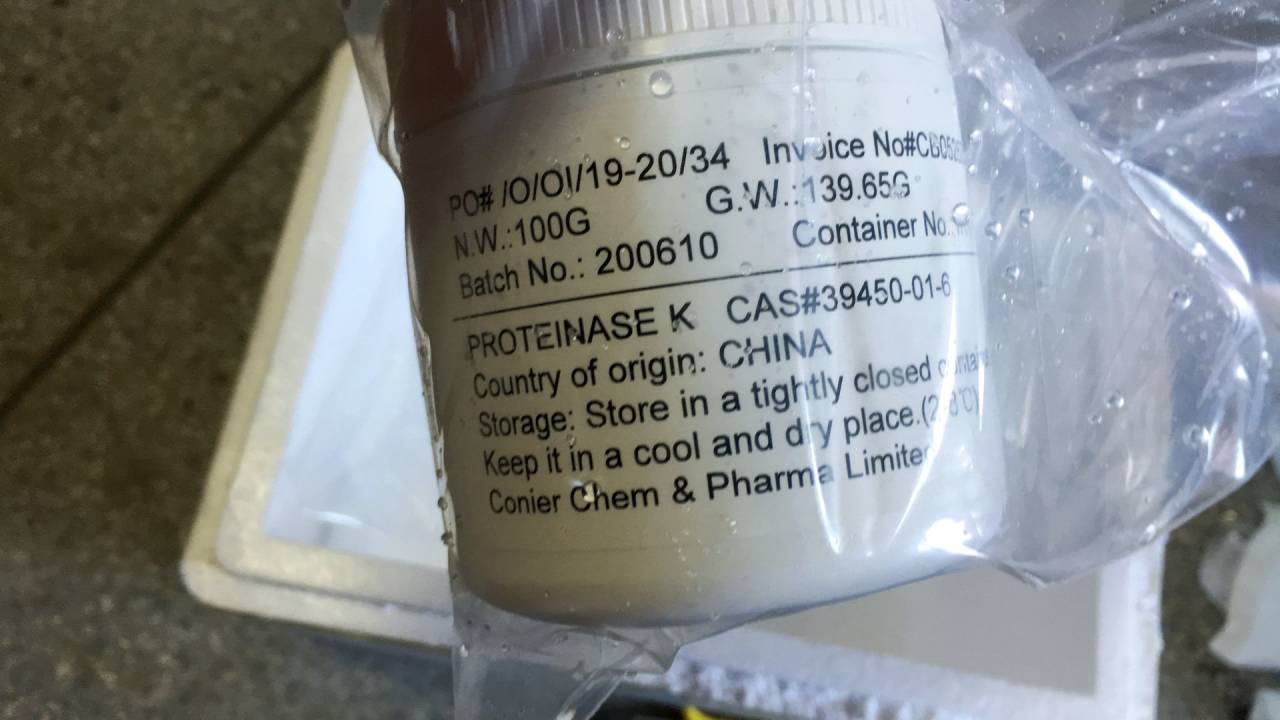 PO# /O/OI/19-20/34 Invoice
N.W.:100G G.W.:139.65G
Batch No.: 200610 Container No.:
PROTEINASE K CAS#39450-01-6
Country of origin: CHINA
Storage: Store in a tightly closed
Keep it in a cool and dry place.
Conier Chem & Pharma Limited